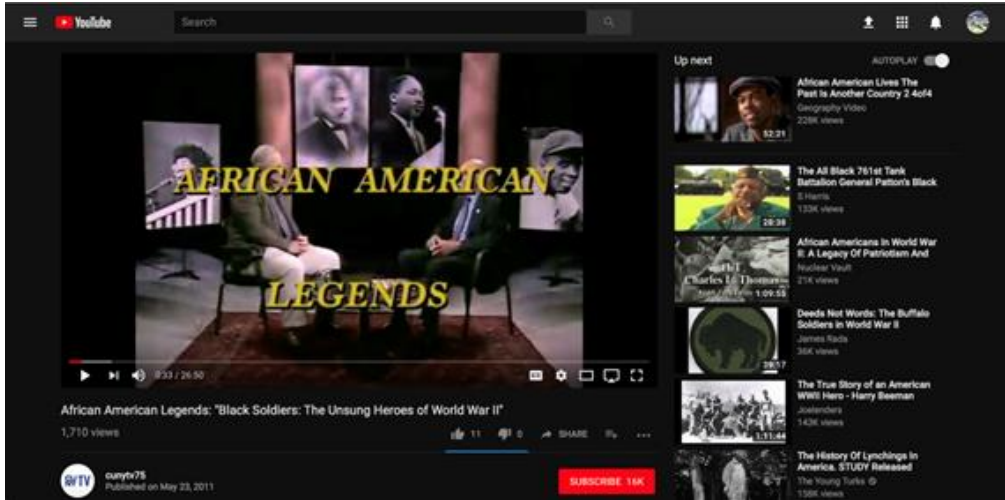 YouTube
Search
AFRICAN AMERICAN
LEGENDS
0:33 / 26:50
African American Legends: "Black Soldiers: The Unsung Heroes of World War II"
1,710 views
11
0
SHARE
cunytv75
Published on May 23, 2011
SUBSCRIBE 16K
Up next
AUTOPLAY
African American Lives The
Past Is Another Country 2 4of4
Geography Video
228K views
52:21
The All Black 761st Tank
Battalion General Patton's Black
S Harris
133K views
28:38
African Americans In World War
II: A Legacy Of Patriotism And
Nuclear Vault
21K views
Charles L. Thomas
1:09:55
Deeds Not Words: The Buffalo
Soldiers in World War II
James Rada
36K views
39:17
The True Story of an American
WWII Hero - Harry Beeman
Joelenders
143K views
1:11:44
The History Of Lynchings In
America. STUDY Released
The Young Turks
158K views